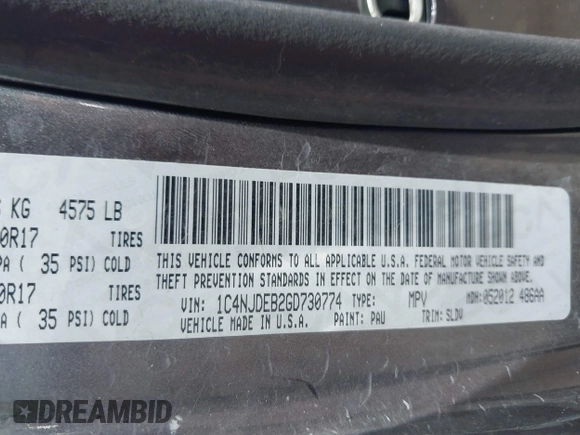 KG 4575 LB
0R17 TIRES
PA ( 35 PSI) COLD
0R17 TIRES
A ( 35 PSI) COLD
THIS VEHICLE CONFORMS TO ALL APPLICABLE U.S.A. FEDERAL MOTOR VEHICLE SAFETY AND
THEFT PREVENTION STANDARDS IN EFFECT ON THE DATE OF MANUFACTURE SHOWN ABOVE.
VIN: 1C4NJDEB2GD730774 TYPE: MPV MDH: 052012 486AA
VEHICLE MADE IN U.S.A. PAINT: PAU TRIM: SLDV
DREAMBID